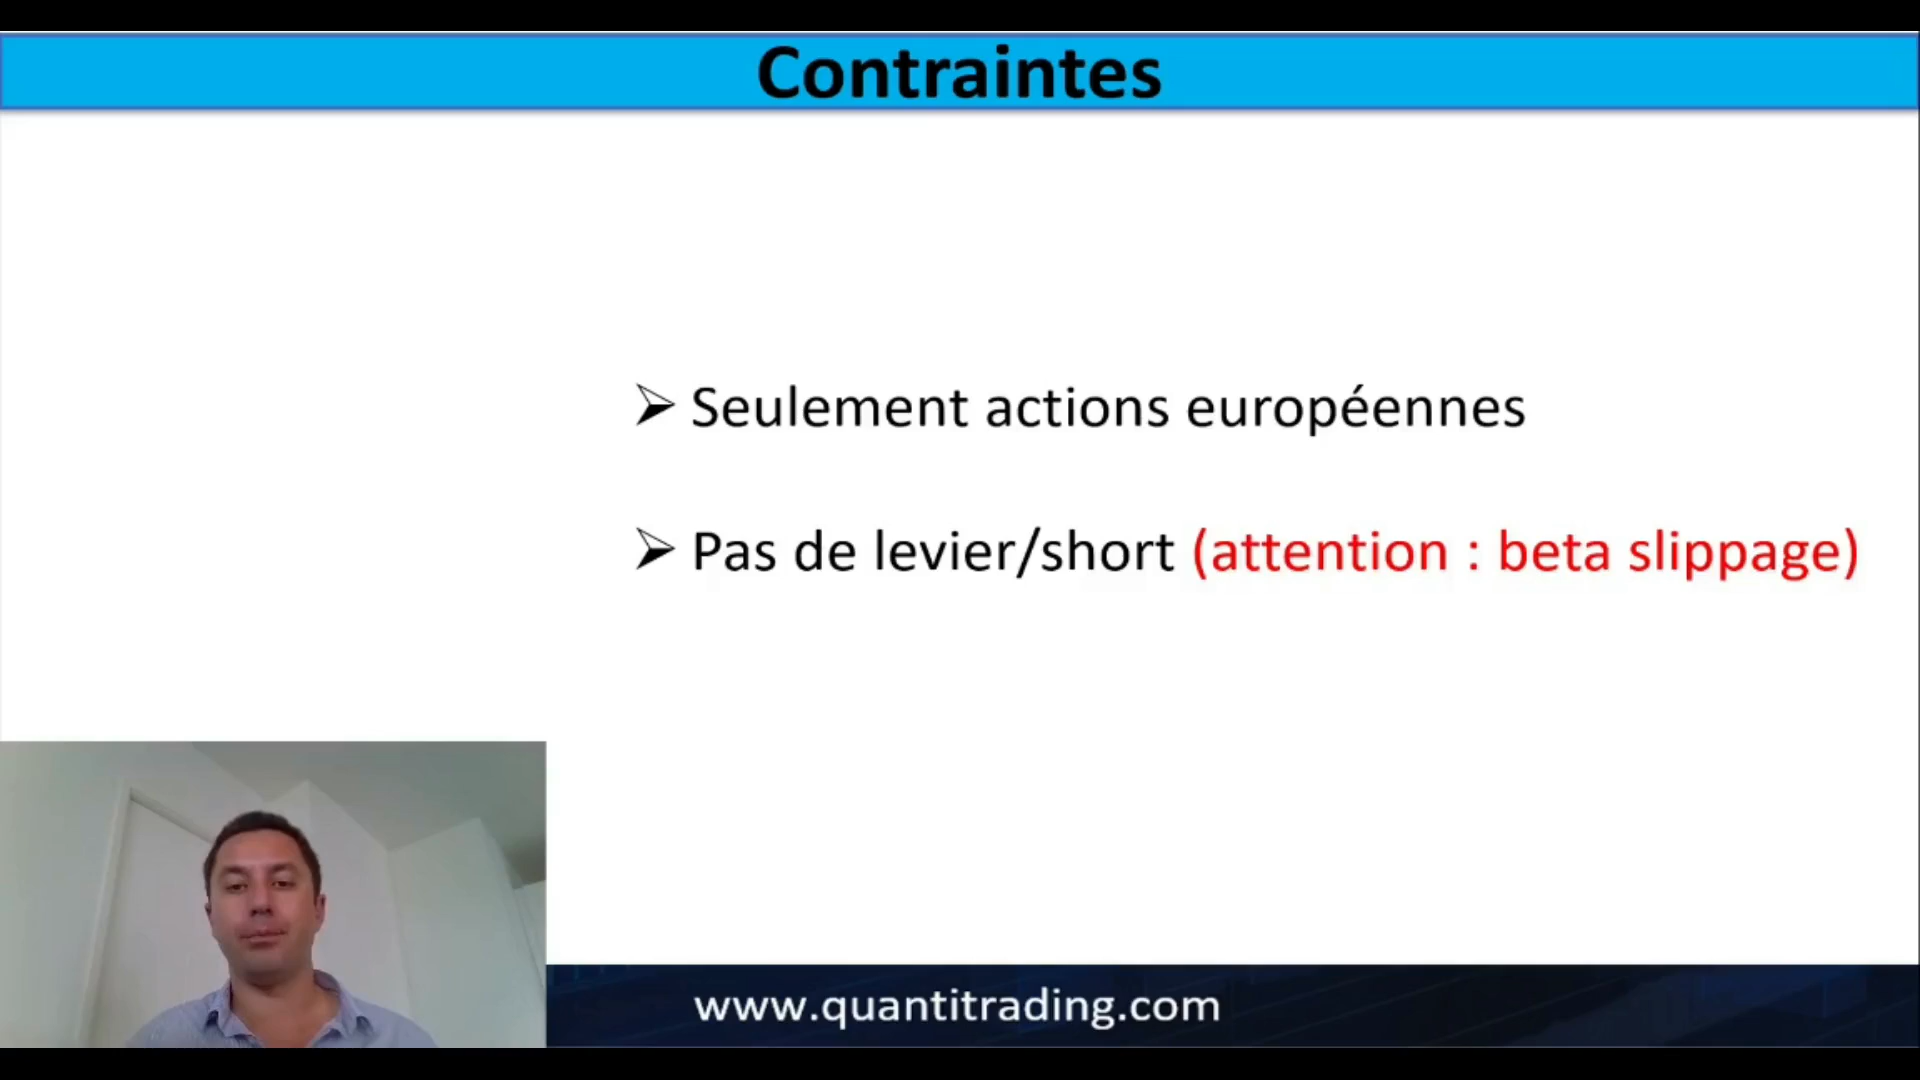 Contraintes
Seulement actions européennes
Pas de levier/short (attention : beta slippage)
www.quantitrading.com